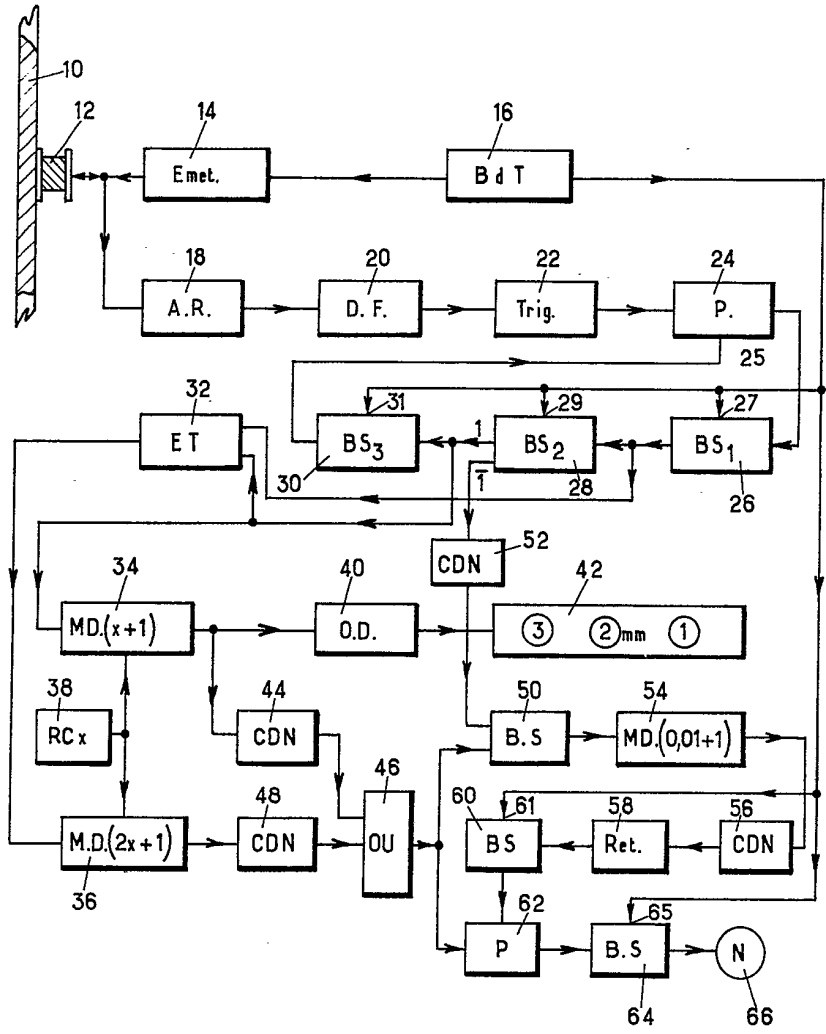 10
12
14
16
Emet.
B d T
18
20
22
24
A.R.
D. F.
Trig.
P.
25
32
31
29
27
ET
BS3
1
BS2
BS1
30
1̅
28
26
52
CDN
34
40
42
MD.(x+1)
O.D.
3 2 mm 1
38
44
50
54
RCx
CDN
B.S
MD.(0,01+1)
46
48
60
61
58
56
M.D.(2x+1)
CDN
OU
BS
Ret.
CDN
36
62
65
P
B.S
N
64
66